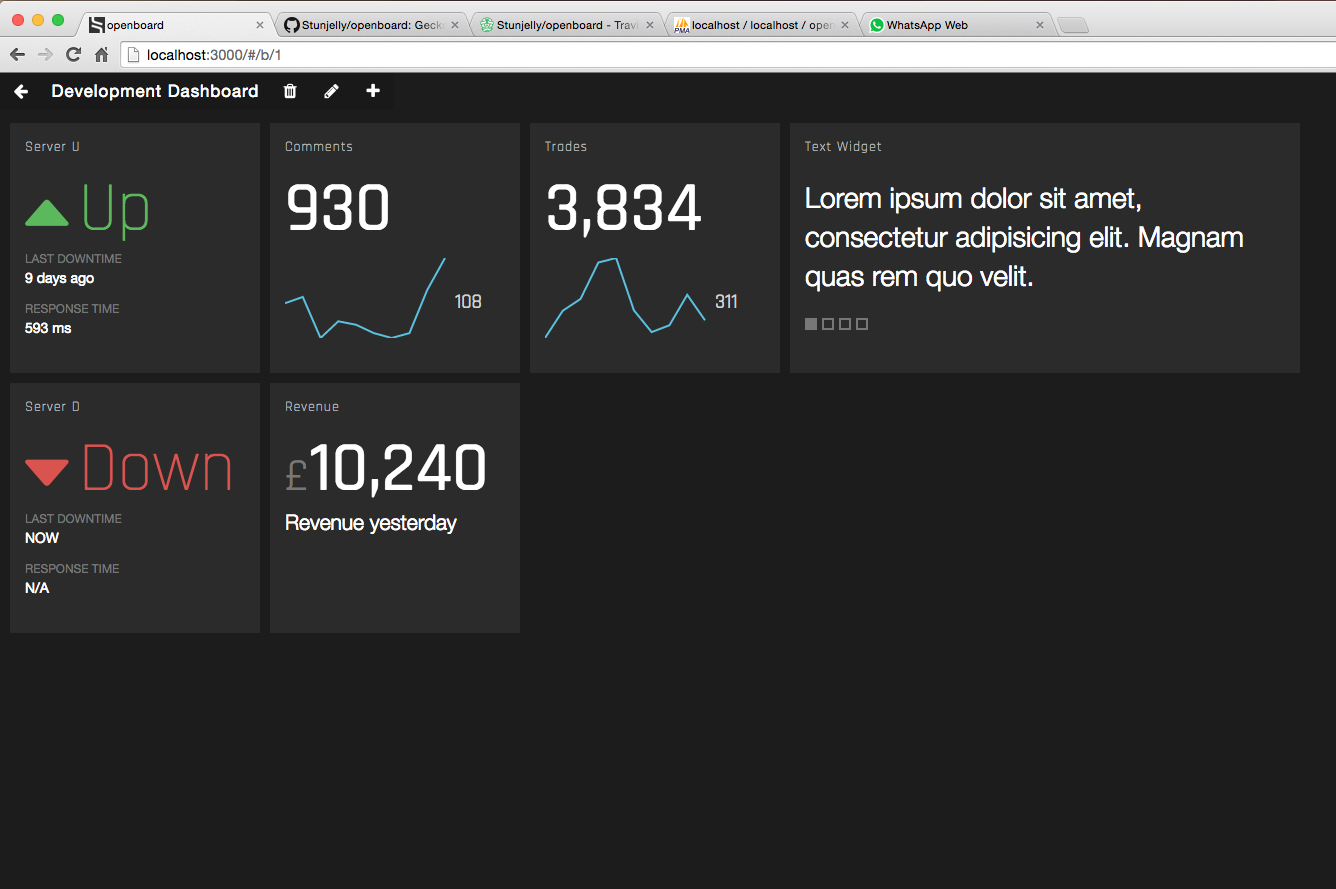 openboard
Stunjelly/openboard: Geck
Stunjelly/openboard - Travi
localhost / localhost / open
WhatsApp Web
localhost:3000/#/b/1
Development Dashboard
Server U
Up
LAST DOWNTIME
9 days ago
RESPONSE TIME
593 ms
Comments
930
108
Trades
3,834
311
Text Widget
Lorem ipsum dolor sit amet,
consectetur adipisicing elit. Magnam
quas rem quo velit.
Server D
Down
LAST DOWNTIME
NOW
RESPONSE TIME
N/A
Revenue
£10,240
Revenue yesterday